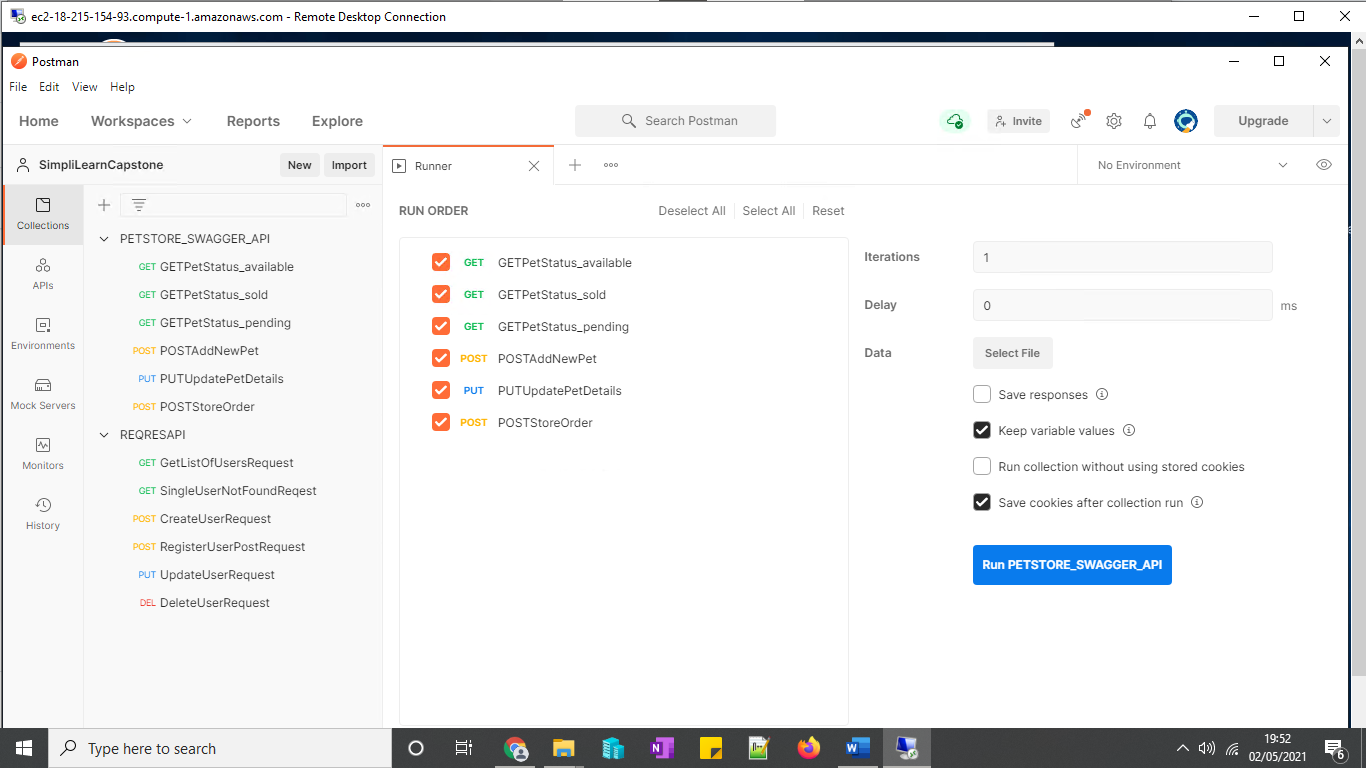 ec2-18-215-154-93.compute-1.amazonaws.com - Remote Desktop Connection
Postman
File Edit View Help
Home Workspaces Reports Explore Search Postman Invite Upgrade
SimpliLearnCapstone New Import Runner No Environment
Collections
APIs
Environments
Mock Servers
Monitors
History
PETSTORE_SWAGGER_API
GET GETPetStatus_available
GET GETPetStatus_sold
GET GETPetStatus_pending
POST POSTAddNewPet
PUT PUTUpdatePetDetails
POST POSTStoreOrder
REQRESAPI
GET GetListOfUsersRequest
GET SingleUserNotFoundReqest
POST CreateUserRequest
POST RegisterUserPostRequest
PUT UpdateUserRequest
DEL DeleteUserRequest
RUN ORDER Deselect All Select All Reset
GET GETPetStatus_available
GET GETPetStatus_sold
GET GETPetStatus_pending
POST POSTAddNewPet
PUT PUTUpdatePetDetails
POST POSTStoreOrder
Iterations 1
Delay 0 ms
Data Select File
Save responses
Keep variable values
Run collection without using stored cookies
Save cookies after collection run
Run PETSTORE_SWAGGER_API
Type here to search
19:52
02/05/2021
6